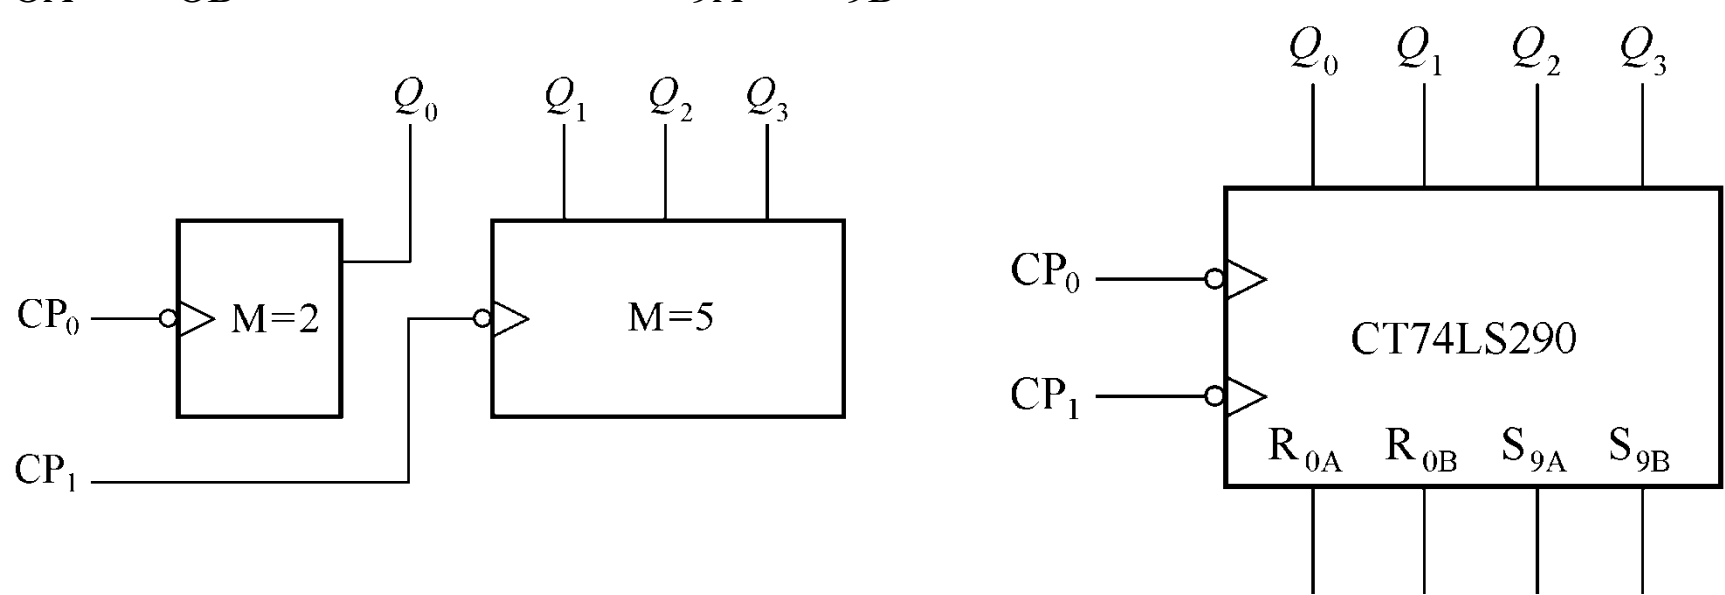 Q₀ Q₁ Q₂ Q₃
CP₀ M=2 M=5
CP₁
Q₀ Q₁ Q₂ Q₃
CP₀
CT74LS290
CP₁
R₀A R₀B S₉A S₉B